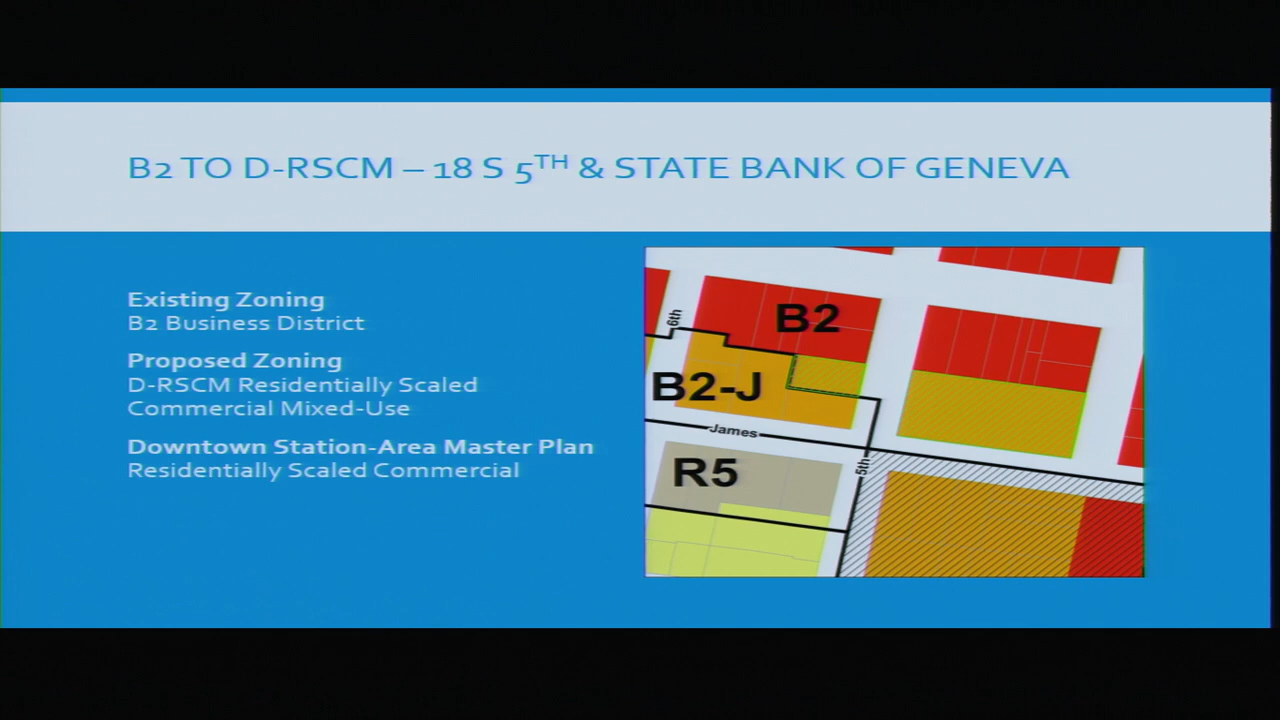 B2 TO D-RSCM – 18 S 5TH & STATE BANK OF GENEVA
Existing Zoning
B2 Business District
Proposed Zoning
D-RSCM Residentially Scaled
Commercial Mixed-Use
Downtown Station-Area Master Plan
Residentially Scaled Commercial
6th
B2
B2-J
James
R5
5th